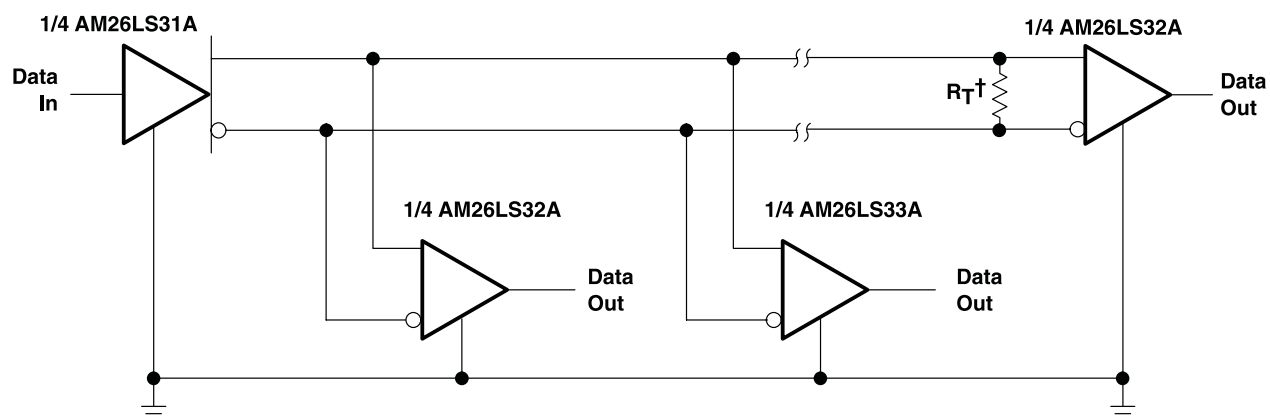 1/4 AM26LS31A
1/4 AM26LS32A
Data
In
RT†
Data
Out
1/4 AM26LS32A
1/4 AM26LS33A
Data
Out
Data
Out